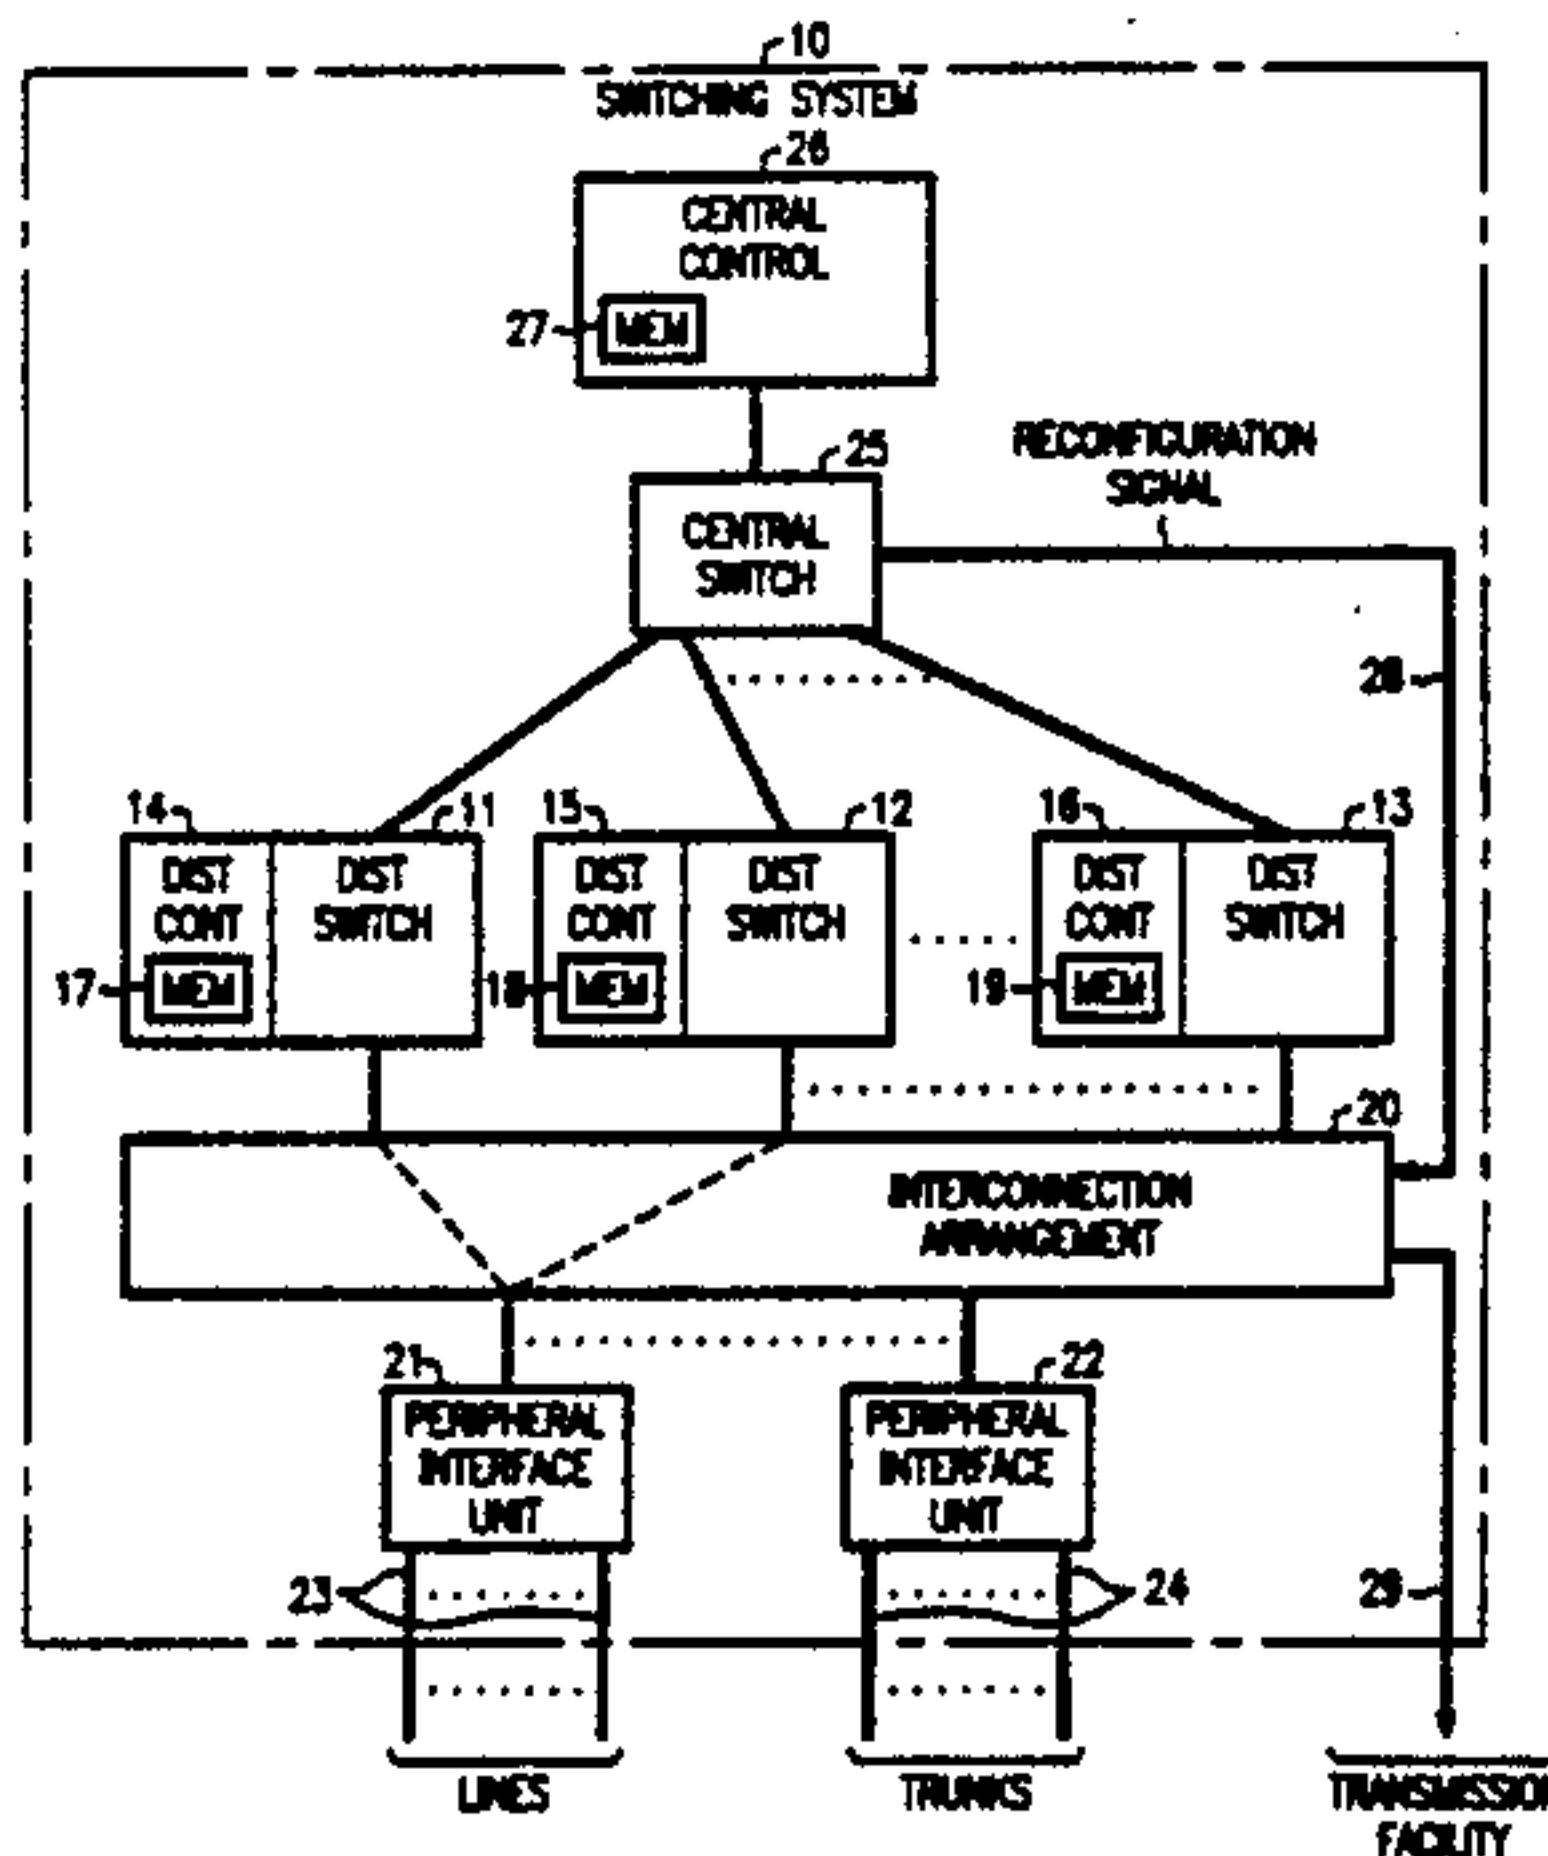 10
SWITCHING SYSTEM
26
CENTRAL
CONTROL
27
MEM
25
RECONFIGURATION
SIGNAL
CENTRAL
SWITCH
28
14
11
15
12
16
13
DIST
CONT
DIST
SWITCH
DIST
CONT
DIST
SWITCH
DIST
CONT
DIST
SWITCH
17
MEM
18
MEM
19
MEM
20
INTERCONNECTION
ARRANGEMENT
21
22
PERIPHERAL
INTERFACE
UNIT
PERIPHERAL
INTERFACE
UNIT
23
24
29
LINES
TRUNKS
TRANSMISSION
FACILITY